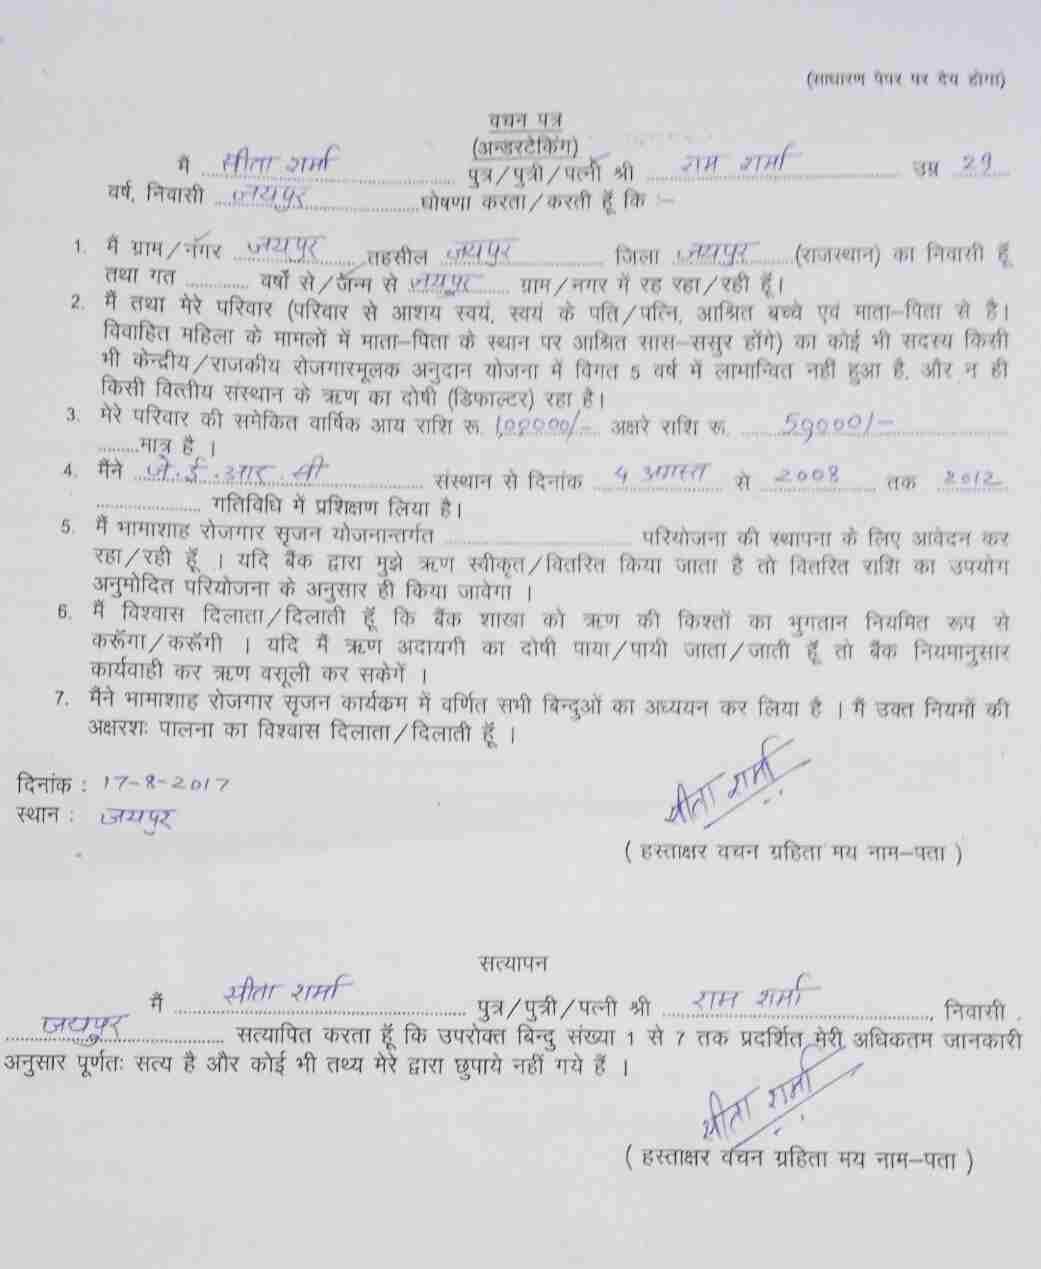 (साधारण पेपर पर देय होगा)
वचन पत्र
(अन्डरटेकिंग)
मैं सीता शर्मा पुत्र/पुत्री/पत्नी श्री राम शर्मा उम्र 29
वर्ष, निवासी जयपुर घोषणा करता/करती हूँ कि :–
1. मैं ग्राम/नगर जयपुर तहसील जयपुर जिला जयपुर (राजस्थान) का निवासी हूँ
तथा गत ............ वर्षों से/जन्म से जयपुर ग्राम/नगर में रह रहा/रही हूँ।
2. मैं तथा मेरे परिवार (परिवार से आशय स्वयं, स्वयं के पति/पत्नि, आश्रित बच्चे एवं माता–पिता से है।
विवाहित महिला के मामलों में माता–पिता के स्थान पर आश्रित सास–ससुर होंगे) का कोई भी सदस्य किसी
भी केन्द्रीय/राजकीय रोजगारमूलक अनुदान योजना में विगत 5 वर्ष में लाभान्वित नहीं हुआ है, और न ही
किसी वित्तीय संस्थान के ऋण का दोषी (डिफाल्टर) रहा है।
3. मेरे परिवार की समेकित वार्षिक आय राशि रू. 1,00000/- अक्षरे राशि रू. 50000/-
.........मात्र है ।
4. मैंने जे.ई.आर.सी संस्थान से दिनांक 4 अगस्त से 2008 तक 2012
.................... गतिविधि में प्रशिक्षण लिया है।
5. मैं भामाशाह रोजगार सृजन योजनान्तर्गत .................................... परियोजना की स्थापना के लिए आवेदन कर
रहा/रही हूँ । यदि बैंक द्वारा मुझे ऋण स्वीकृत/वितरित किया जाता है तो वितरित राशि का उपयोग
अनुमोदित परियोजना के अनुसार ही किया जावेगा ।
6. मैं विश्वास दिलाता/दिलाती हूँ कि बैंक शाखा को ऋण की किश्तों का भुगतान नियमित रूप से
करूँगा/करूँगी । यदि मैं ऋण अदायगी का दोषी पाया/पायी जाता/जाती हूँ तो बैंक नियमानुसार
कार्यवाही कर ऋण वसूली कर सकेगें ।
7. मैंने भामाशाह रोजगार सृजन कार्यकम में वर्णित सभी बिन्दुओं का अध्ययन कर लिया है । मैं उक्त नियमों की
अक्षरशः पालना का विश्वास दिलाता/दिलाती हूँ ।
दिनांक : 17-8-2017
स्थान : जयपुर
सीता शर्मा
( हस्ताक्षर वचन ग्रहिता मय नाम–पता )
सत्यापन
मैं सीता शर्मा पुत्र/पुत्री/पत्नी श्री राम शर्मा, निवासी
जयपुर सत्यापित करता हूँ कि उपरोक्त बिन्दु संख्या 1 से 7 तक प्रदर्शित मेरी अधिकतम जानकारी
अनुसार पूर्णतः सत्य है और कोई भी तथ्य मेरे द्वारा छुपाये नहीं गये हैं ।
सीता शर्मा
( हस्ताक्षर वचन ग्रहिता मय नाम–पता )